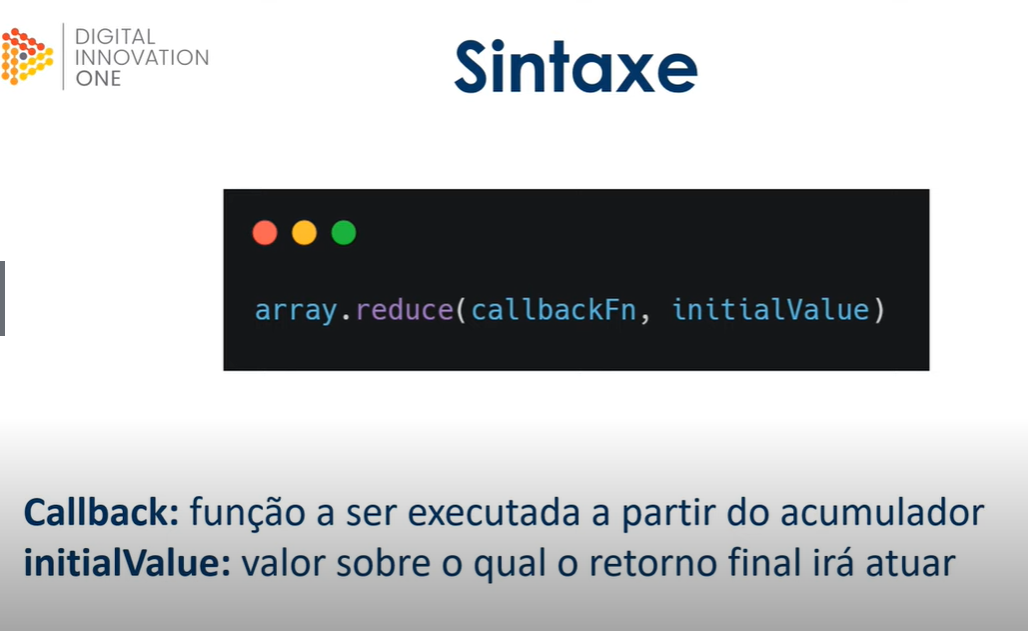 DIGITAL
INNOVATION
ONE
Sintaxe
array.reduce(callbackFn, initialValue)
Callback: função a ser executada a partir do acumulador
initialValue: valor sobre o qual o retorno final irá atuar